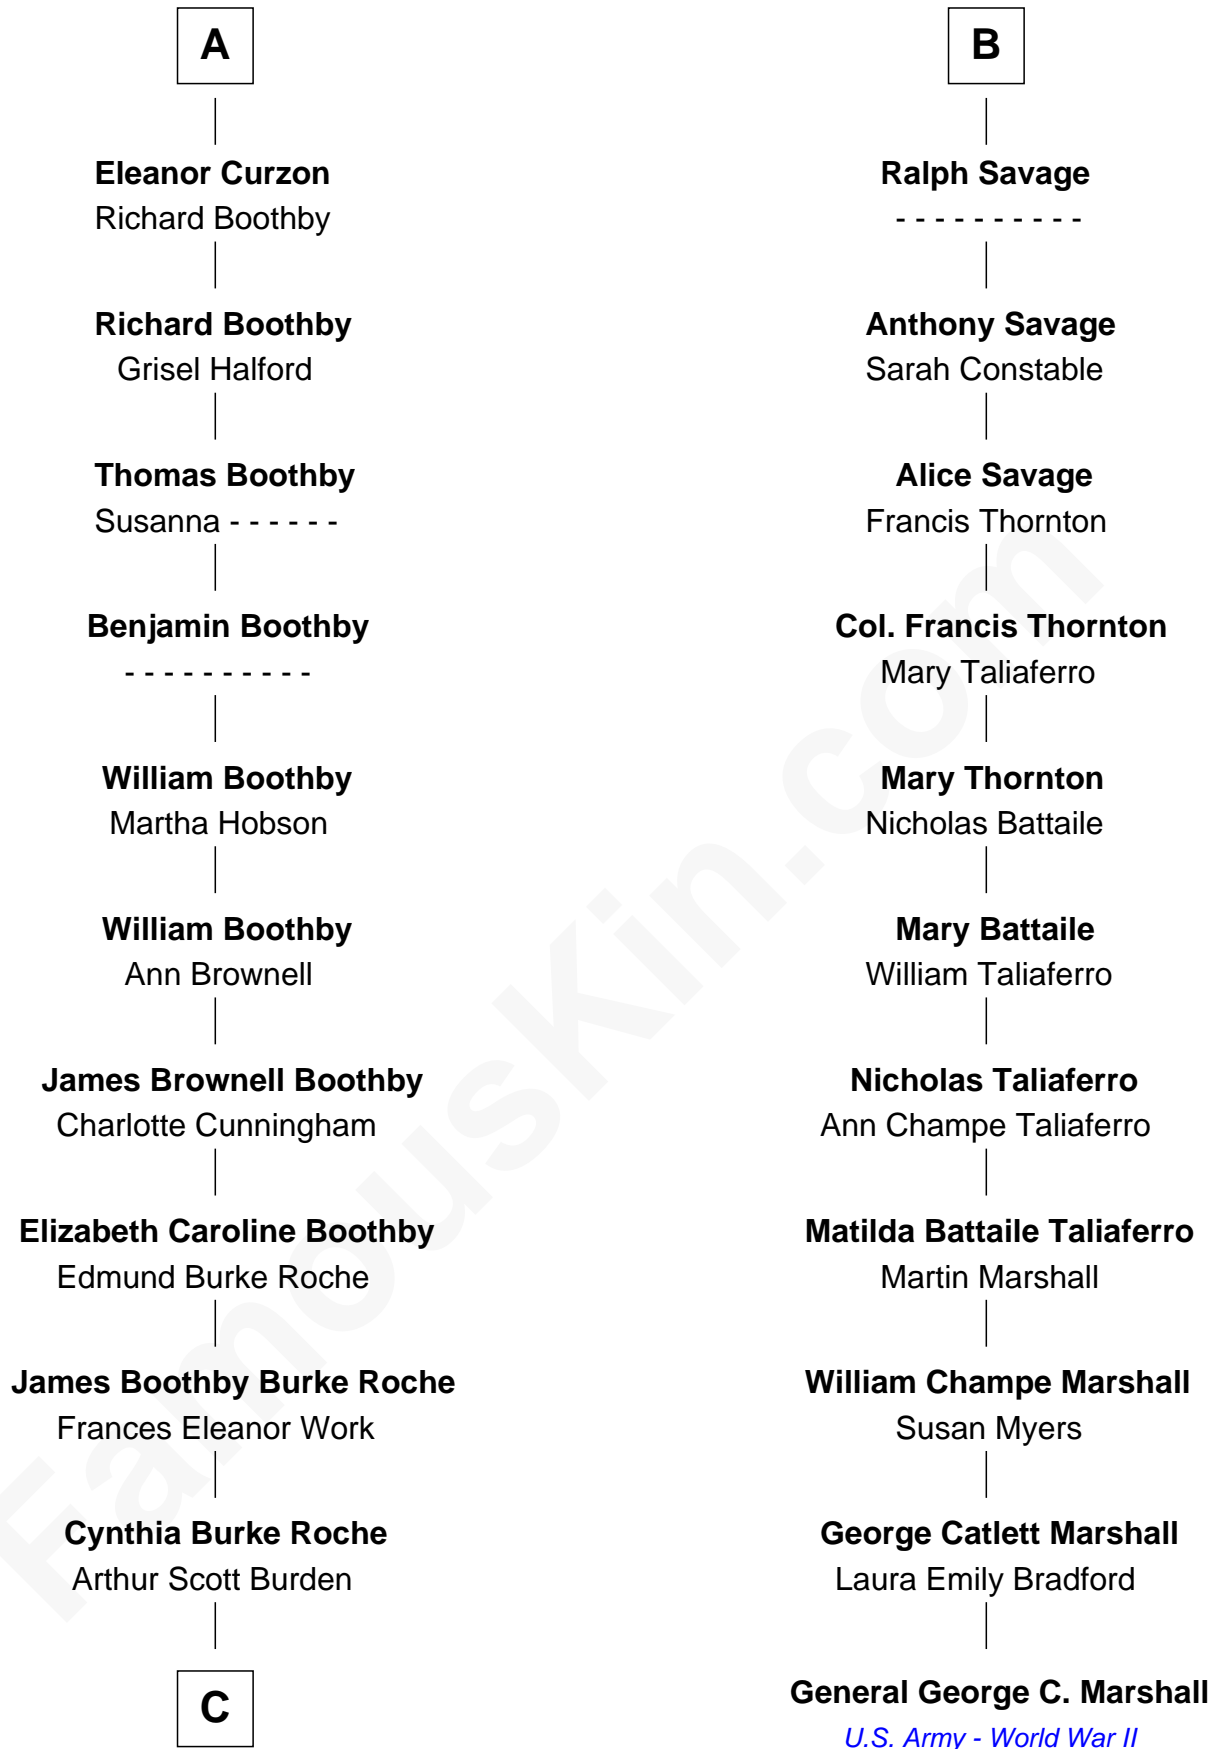 A
Eleanor Curzon
Richard Boothby
Richard Boothby
Grisel Halford
Thomas Boothby
Susanna - - - - - -
Benjamin Boothby
- - - - - - - - - -
William Boothby
Martha Hobson
William Boothby
Ann Brownell
James Brownell Boothby
Charlotte Cunningham
Elizabeth Caroline Boothby
Edmund Burke Roche
James Boothby Burke Roche
Frances Eleanor Work
Cynthia Burke Roche
Arthur Scott Burden
C
B
Ralph Savage
- - - - - - - - - -
Anthony Savage
Sarah Constable
Alice Savage
Francis Thornton
Col. Francis Thornton
Mary Taliaferro
Mary Thornton
Nicholas Battaile
Mary Battaile
William Taliaferro
Nicholas Taliaferro
Ann Champe Taliaferro
Matilda Battaile Taliaferro
Martin Marshall
William Champe Marshall
Susan Myers
George Catlett Marshall
Laura Emily Bradford
General George C. Marshall
U.S. Army - World War II
FamousKin.com